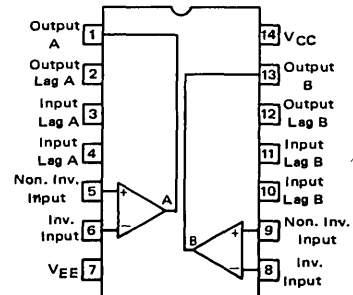 Output
A
1
Output
Lag A
2
Input
Lag A
3
Input
Lag A
4
Non. Inv.
Input
5
+
Inv.
Input
6
−
VEE
7
A
14
VCC
13
Output
B
12
Output
Lag B
11
Input
Lag B
10
Input
Lag B
9
Non. Inv.
Input
+
B
8
Inv.
Input
−